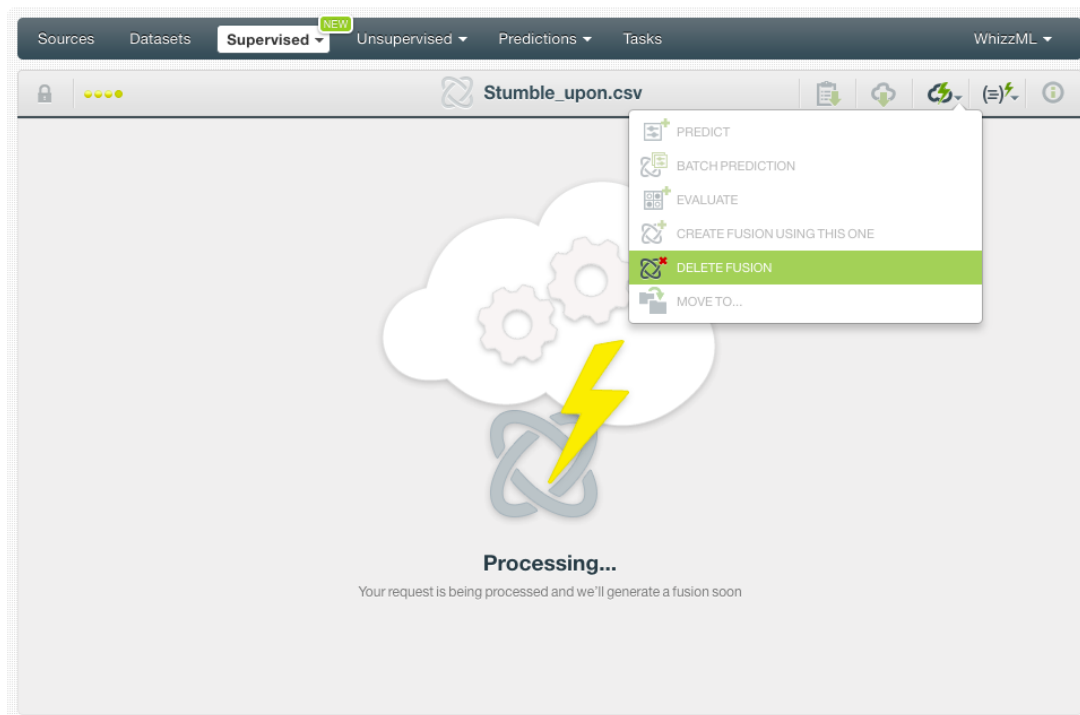 NEW
Sources Datasets Supervised Unsupervised Predictions Tasks WhizzML
Stumble_upon.csv
PREDICT
BATCH PREDICTION
EVALUATE
CREATE FUSION USING THIS ONE
DELETE FUSION
MOVE TO...
Processing...
Your request is being processed and we'll generate a fusion soon